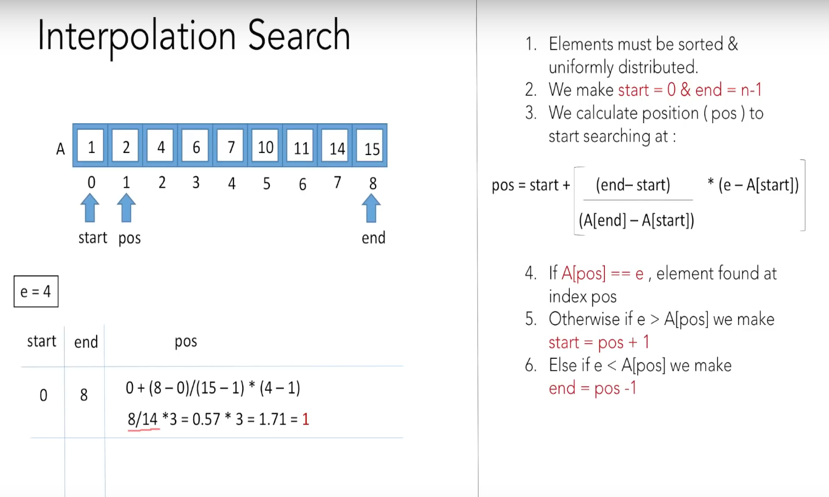 Interpolation Search
A 1 2 4 6 7 10 11 14 15
0 1 2 3 4 5 6 7 8
start pos end
e = 4
start end pos
0 8 0 + (8 – 0)/(15 – 1) * (4 – 1)
8/14 *3 = 0.57 * 3 = 1.71 = 1
1. Elements must be sorted &
uniformly distributed.
2. We make start = 0 & end = n-1
3. We calculate position ( pos ) to
start searching at :
pos = start + (end– start) * (e – A[start])
(A[end] – A[start])
4. If A[pos] == e , element found at
index pos
5. Otherwise if e > A[pos] we make
start = pos + 1
6. Else if e < A[pos] we make
end = pos -1